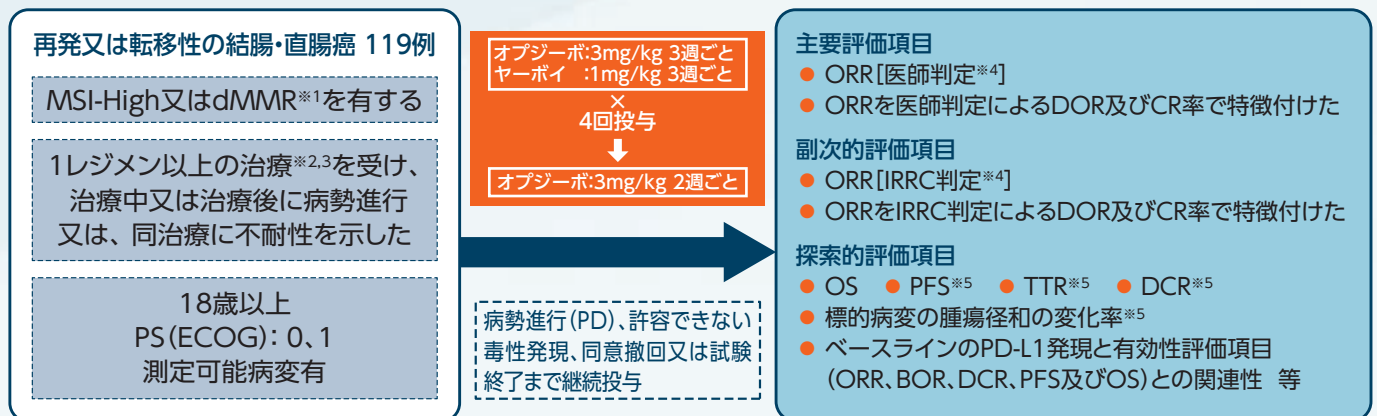 再発又は転移性の結腸・直腸癌 119例
MSI-High又はdMMR※1を有する
1レジメン以上の治療※2,3を受け、
治療中又は治療後に病勢進行
又は、同治療に不耐性を示した
18歳以上
PS(ECOG)：0、1
測定可能病変有
オプジーボ:3mg/kg 3週ごと
ヤーボイ　:1mg/kg 3週ごと
×
4回投与
オプジーボ:3mg/kg 2週ごと
病勢進行(PD)、許容できない
毒性発現、同意撤回又は試験
終了まで継続投与
主要評価項目
● ORR[医師判定※4]
● ORRを医師判定によるDOR及びCR率で特徴付けた
副次的評価項目
● ORR[IRRC判定※4]
● ORRをIRRC判定によるDOR及びCR率で特徴付けた
探索的評価項目
● OS ● PFS※5 ● TTR※5 ● DCR※5
● 標的病変の腫瘍径和の変化率※5
● ベースラインのPD-L1発現と有効性評価項目
(ORR、BOR、DCR、PFS及びOS)との関連性 等